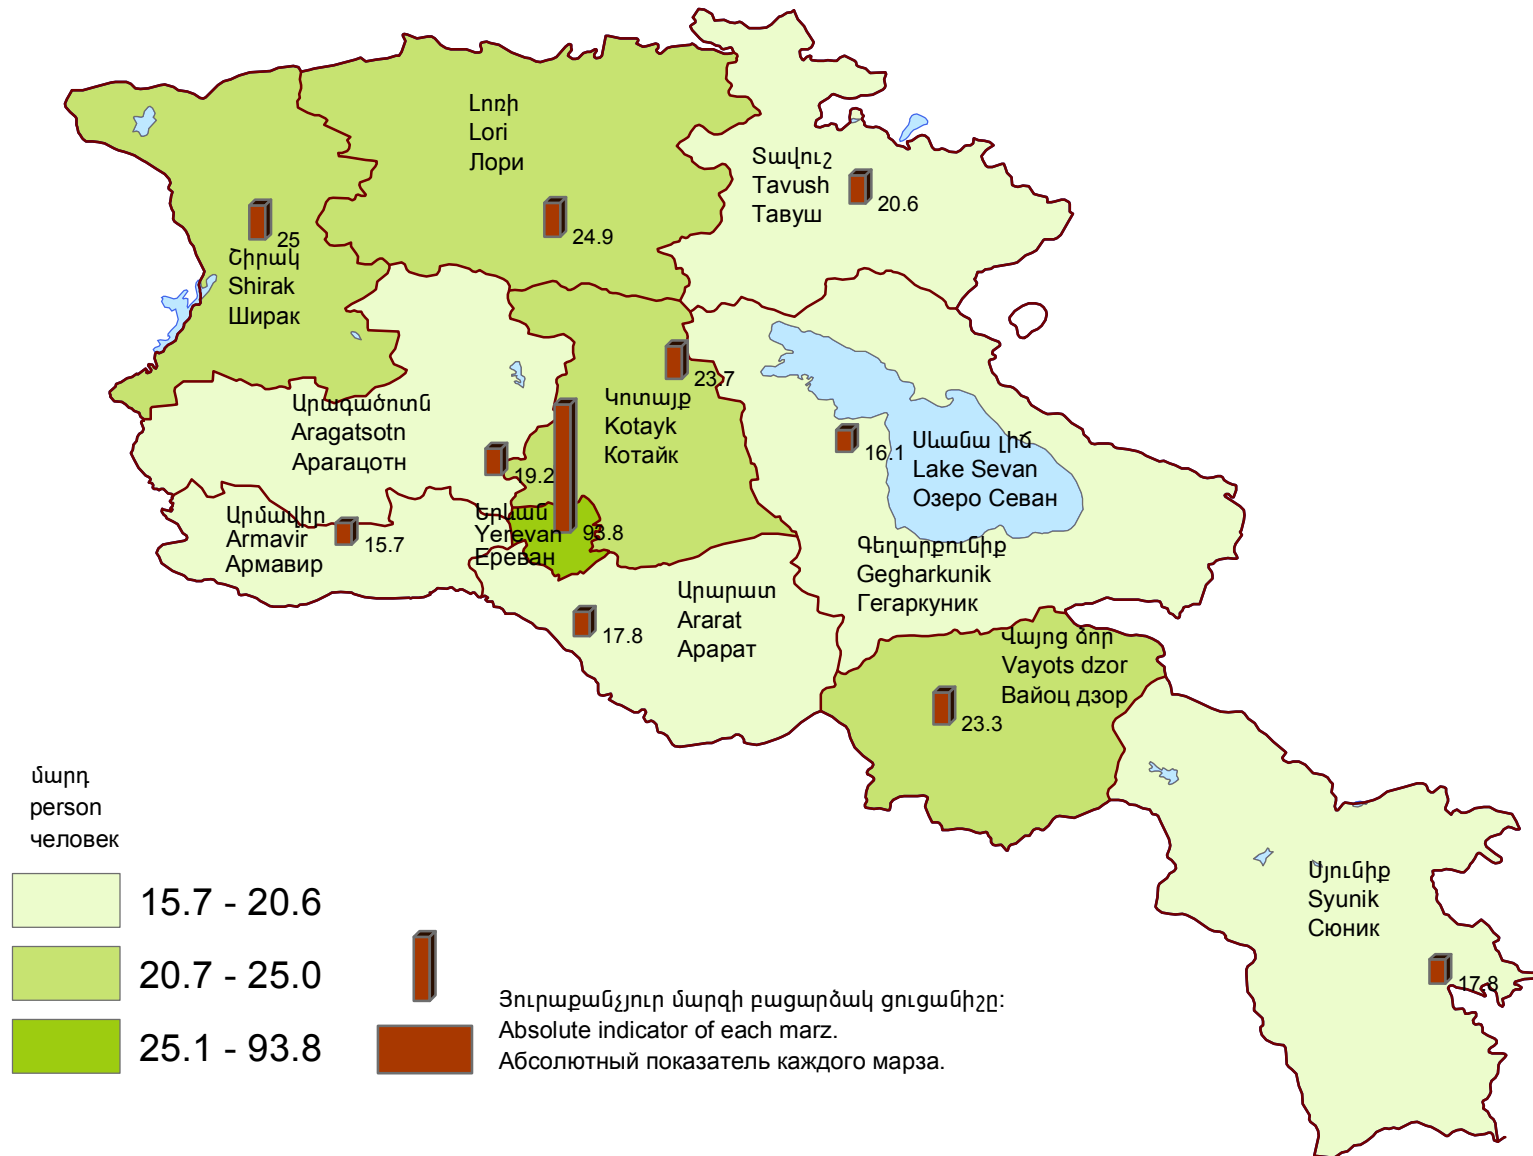 Լոռի
Lori
Лори
24.9
Տավուշ
Tavush
Тавуш
20.6
25
Շիրակ
Shirak
Ширак
23.7
Կոտայք
Kotayk
Котайк
Արագածոտն
Aragatsotn
Арагацотн
19.2
16.1
Սևանա լիճ
Lake Sevan
Озеро Севан
Արմավիր
Armavir
Армавир
15.7
Երևան
Yerevan
Ереван
93.8
Գեղարքունիք
Gegharkunik
Гегаркуник
Արարատ
Ararat
Арарат
17.8
Վայոց ձոր
Vayots dzor
Вайоц дзор
23.3
Սյունիք
Syunik
Сюник
17.8
մարդ
person
человек
15.7 - 20.6
20.7 - 25.0
25.1 - 93.8
Յուրաքանչյուր մարզի բացարձակ ցուցանիշը:
Absolute indicator of each marz.
Абсолютный показатель каждого марза.